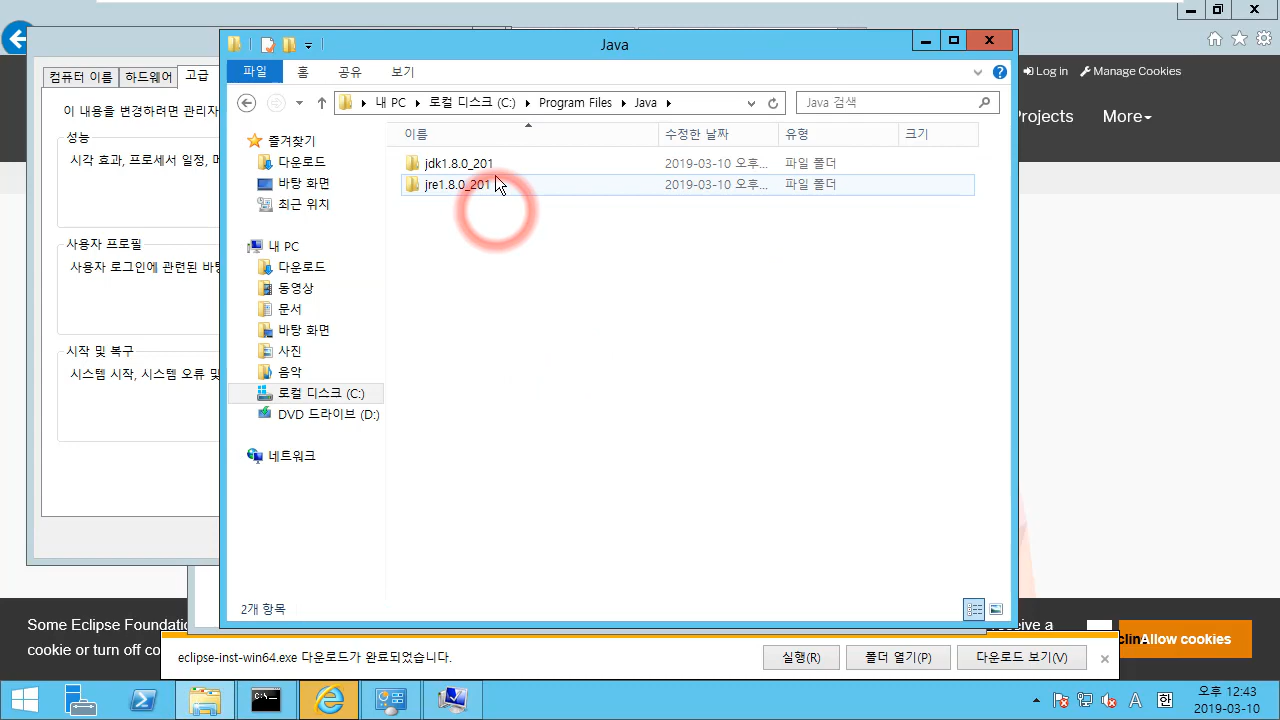 Java
Log in
Manage Cookies
Projects
More
컴퓨터 이름
하드웨어
고급
이 내용을 변경하려면 관리자
성능
시각 효과, 프로세서 일정, 머
사용자 프로필
사용자 로그인에 관련된 바탕
시작 및 복구
시스템 시작, 시스템 오류 및
파일
홈
공유
보기
내 PC
로컬 디스크 (C:)
Program Files
Java
Java 검색
즐겨찾기
다운로드
바탕 화면
최근 위치
내 PC
다운로드
동영상
문서
바탕 화면
사진
음악
로컬 디스크 (C:)
DVD 드라이브 (D:)
네트워크
이름
수정한 날짜
유형
크기
jdk1.8.0_201
2019-03-10 오후...
파일 폴더
jre1.8.0_201
2019-03-10 오후...
파일 폴더
2개 항목
Some Eclipse Foundatio
eceive a
cookie or turn off co
Allow cookies
eclipse-inst-win64.exe 다운로드가 완료되었습니다.
실행(R)
폴더 열기(P)
다운로드 보기(V)
A
한
오후 12:43
2019-03-10